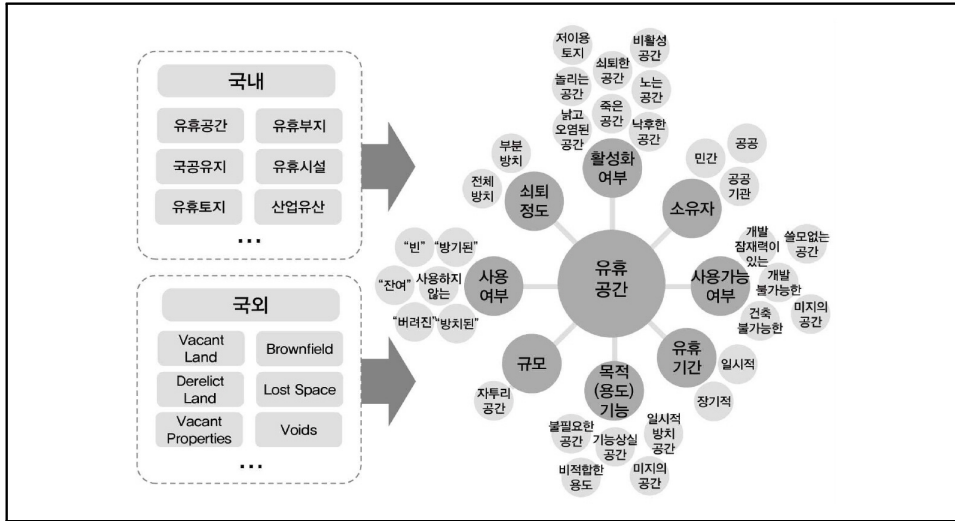 국내
유휴공간
유휴부지
국공유지
유휴시설
유휴토지
산업유산
...
국외
Vacant
Land
Brownfield
Derelict
Land
Lost Space
Vacant
Properties
Voids
...
유휴
공간
활성화
여부
저이용
토지
비활성
공간
쇠퇴한
공간
놀리는
공간
노는
공간
죽은
공간
낡고
오염된
공간
낙후한
공간
소유자
민간
공공
공공
기관
사용가능
여부
개발
잠재력이
있는
쓸모없는
공간
개발
불가능한
건축
불가능한
미지의
공간
유휴
기간
일시적
장기적
목적
(용도)
기능
불필요한
공간
기능상실
공간
일시적
방치
공간
비적합한
용도
미지의
공간
규모
자투리
공간
사용
여부
“빈”
“방기된”
“잔여”
사용하지
않는
“버려진”
“방치된”
쇠퇴
정도
부분
방치
전체
방치